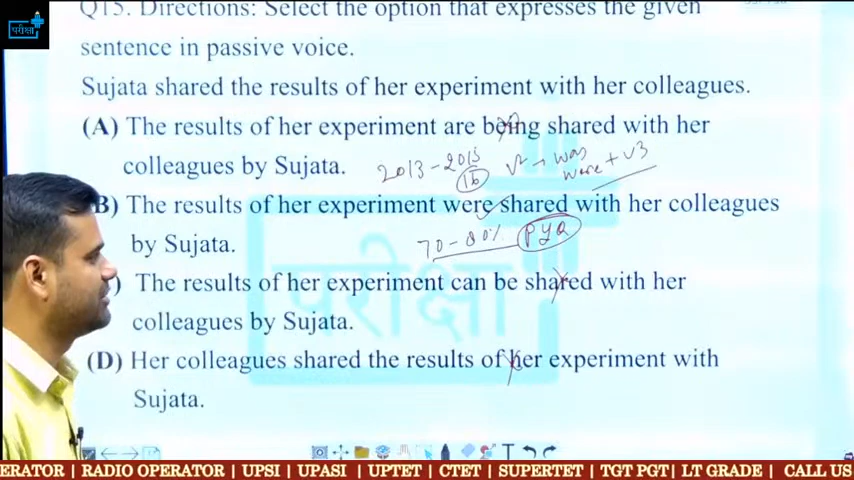 परीक्षा
Q15. Directions: Select the option that expresses the given
sentence in passive voice.
Sujata shared the results of her experiment with her colleagues.
(A) The results of her experiment are being shared with her
colleagues by Sujata.
2013-2015
16
V2 → was
were + V3
B) The results of her experiment were shared with her colleagues
by Sujata.
70-80% PYQ
) The results of her experiment can be shared with her
colleagues by Sujata.
(D) Her colleagues shared the results of her experiment with
Sujata.
परीक्षा
ERATOR | RADIO OPERATOR | UPSI | UPASI | UPTET | CTET | SUPERTET | TGT PGT| LT GRADE | CALL US